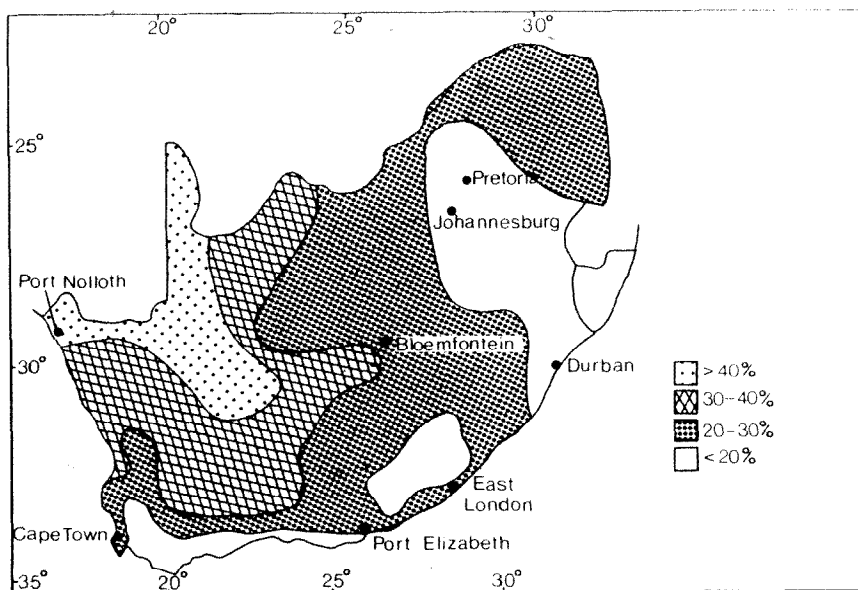 20° 25° 30°
25°
Pretoria
Johannesburg
Port Nolloth
Bloemfontein
30°
Durban
>40%
30-40%
20-30%
<20%
East
London
Cape Town
Port Elizabeth
35° 20° 25° 30°